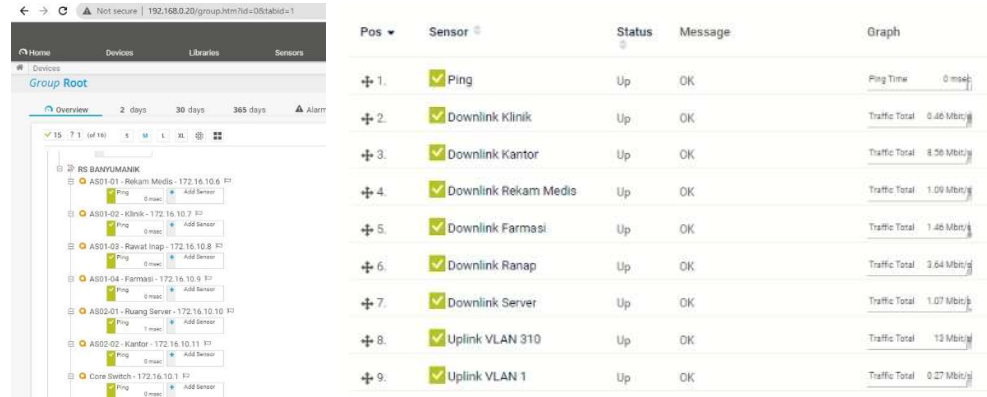 Not secure | 192.168.0.20/group.htm?id=0&tabid=1
Home Devices Libraries Sensors
Devices
Group Root
Overview 2 days 30 days 365 days Alarm
15 ? 1 (of 16) S M L XL
RS BANYUMANIK
AS01-01 - Rekam Medis - 172.16.10.6
Ping Add Sensor
0 msec
AS01-02 - Klinik - 172.16.10.7
Ping Add Sensor
0 msec
AS01-03 - Rawat Inap - 172.16.10.8
Ping Add Sensor
0 msec
AS01-04 - Farmasi - 172.16.10.9
Ping Add Sensor
0 msec
AS02-01 - Ruang Server - 172.16.10.10
Ping Add Sensor
1 msec
AS02-02 - Kantor - 172.16.10.11
Ping Add Sensor
0 msec
Core Switch - 172.16.10.1
Ping Add Sensor
0 msec
Pos Sensor Status Message Graph
1. Ping Up OK Ping Time 0 msec
2. Downlink Klinik Up OK Traffic Total 0.46 Mbit/s
3. Downlink Kantor Up OK Traffic Total Mbit/s
4. Downlink Rekam Medis Up OK Traffic Total 1.09 Mbit/s
5. Downlink Farmasi Up OK Traffic Total 1.46 Mbit/s
6. Downlink Ranap Up OK Traffic Total 3.64 Mbit/s
7. Downlink Server Up OK Traffic Total 1.07 Mbit/s
8. Uplink VLAN 310 Up OK Traffic Total 13 Mbit/s
9. Uplink VLAN 1 Up OK Traffic Total 0.27 Mbit/s